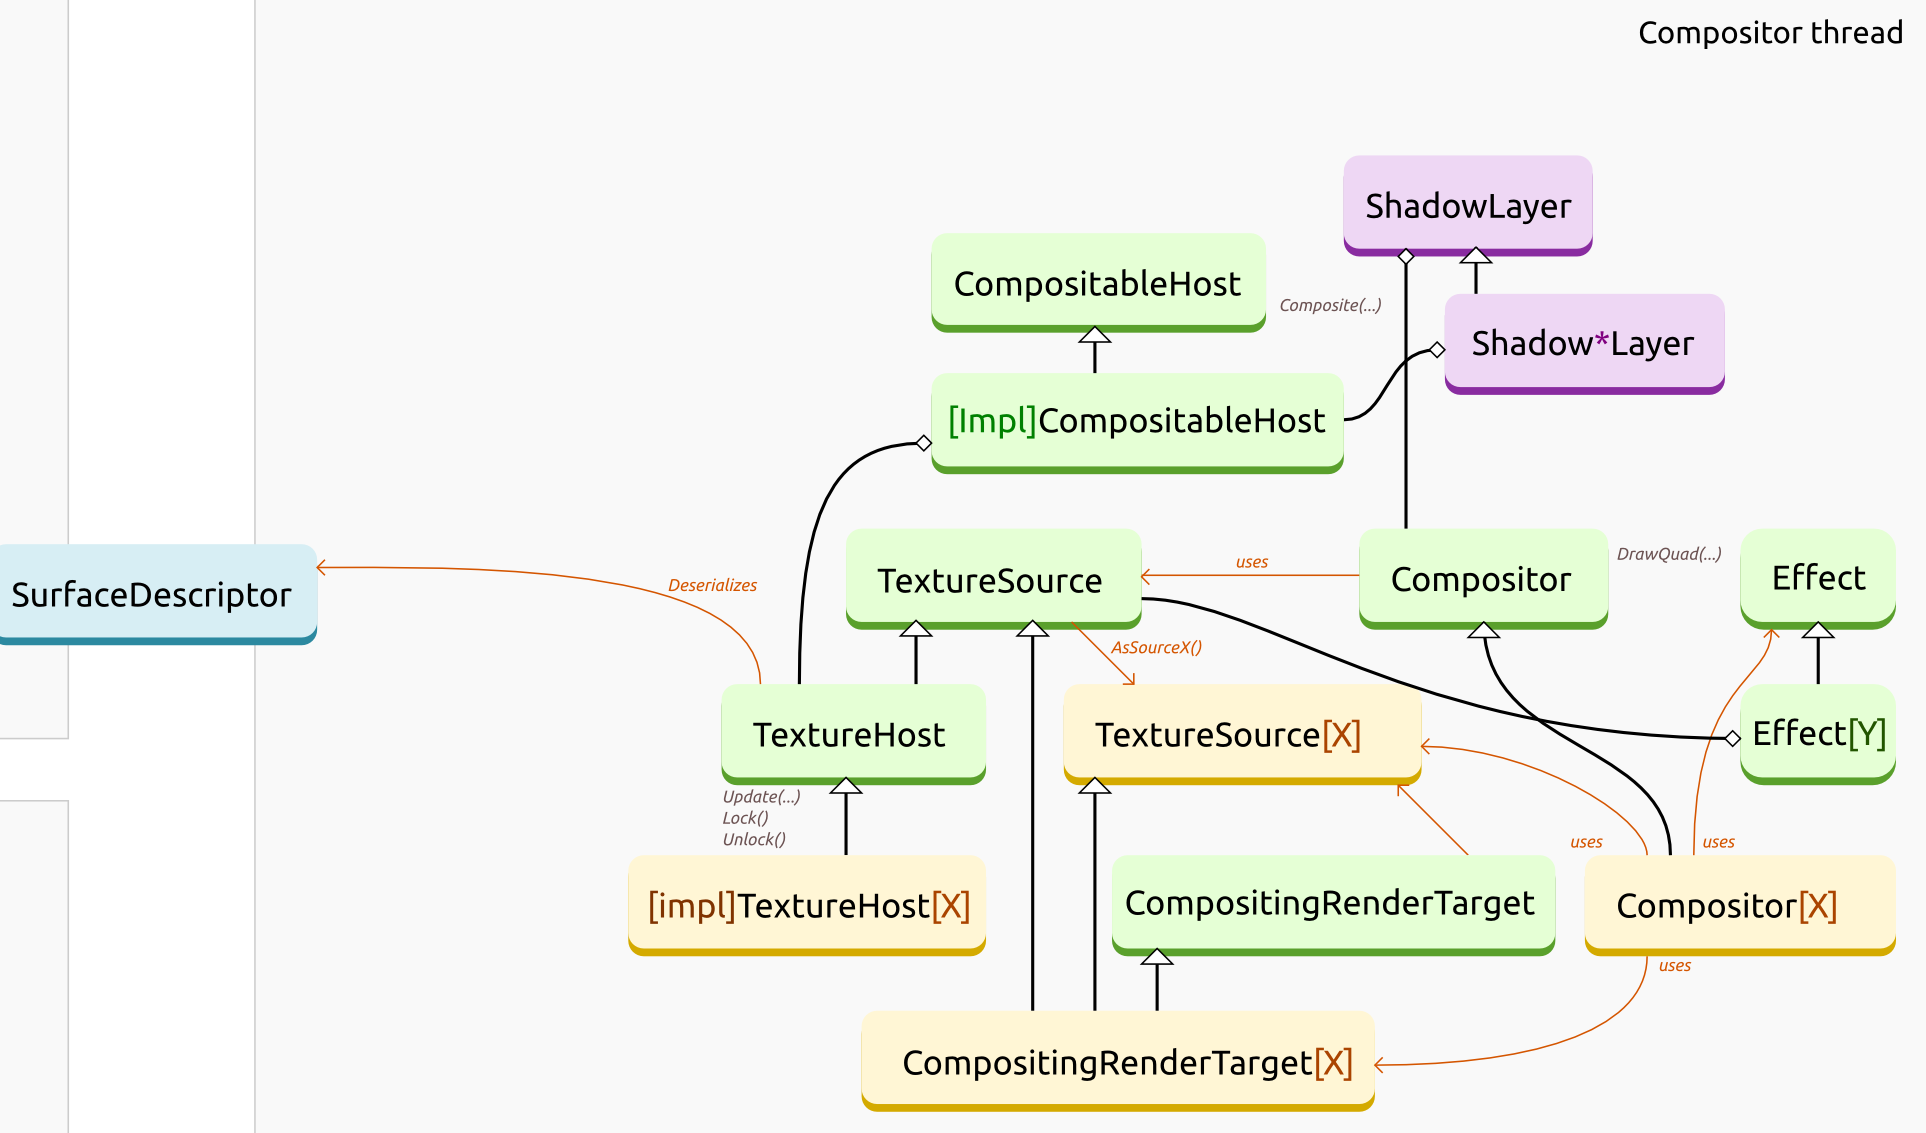 Compositor thread
ShadowLayer
CompositableHost
Composite(...)
Shadow*Layer
[Impl]CompositableHost
SurfaceDescriptor
Deserializes
TextureSource
uses
Compositor
DrawQuad(...)
Effect
AsSourceX()
TextureHost
TextureSource[X]
Effect[Y]
Update(...)
Lock()
Unlock()
uses
uses
[impl]TextureHost[X]
CompositingRenderTarget
Compositor[X]
uses
CompositingRenderTarget[X]